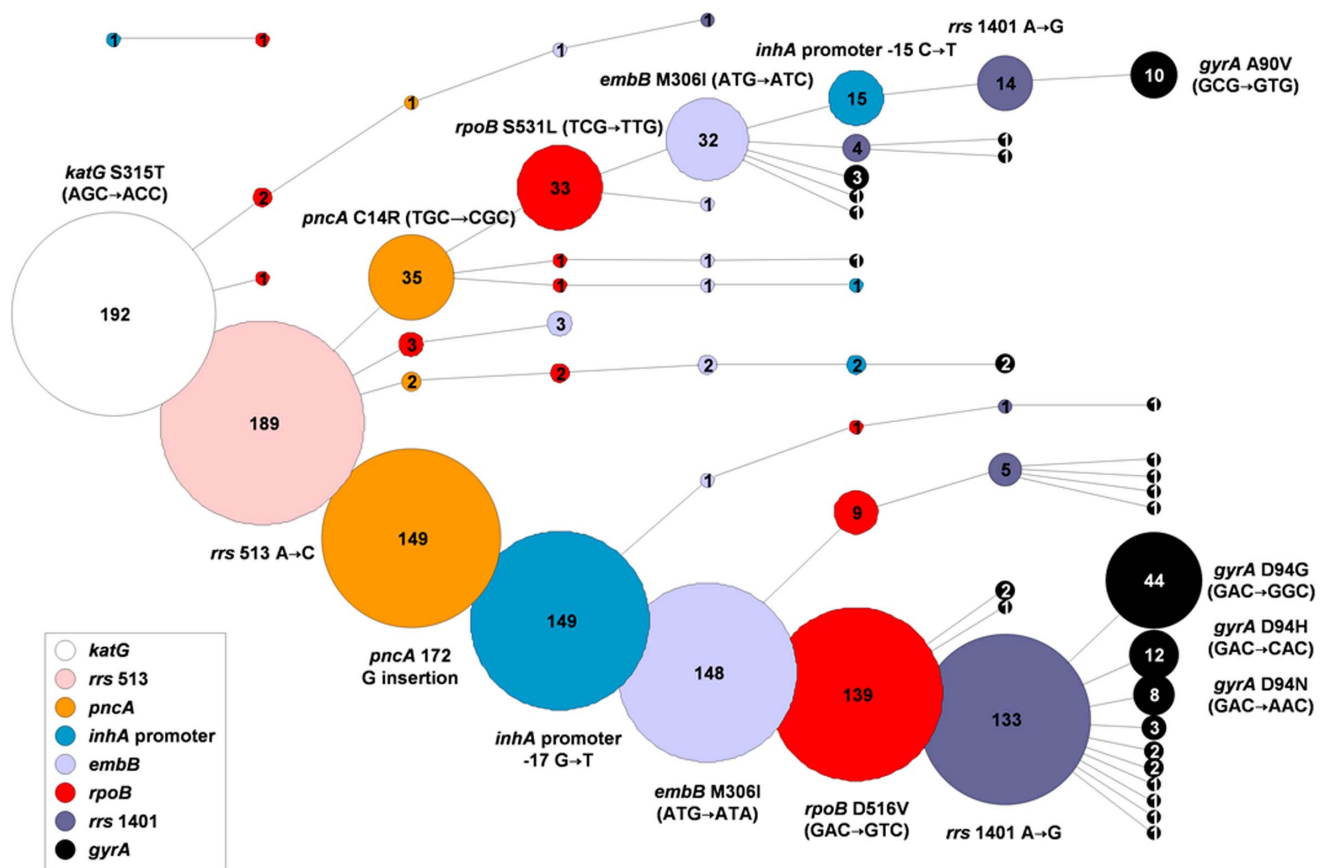 1 1
1
1
rrs 1401 A→G
inhA promoter -15 C→T
1
embB M306I (ATG→ATC)
15
14
10
gyrA A90V
(GCG→GTG)
rpoB S531L (TCG→TTG)
32
4
1
1
3
1
1
katG S315T
(AGC→ACC)
2
33
1
pncA C14R (TGC→CGC)
35
1 1 1
1 1 1
1
192
3
3
2 2 2 2 2
189
1 1 1
1
5
1
1
1
1
9
rrs 513 A→C
149
pncA 172
G insertion
149
inhA promoter
-17 G→T
148
embB M306I
(ATG→ATA)
139
rpoB D516V
(GAC→GTC)
2
1
133
rrs 1401 A→G
44
gyrA D94G
(GAC→GGC)
12
gyrA D94H
(GAC→CAC)
8
gyrA D94N
(GAC→AAC)
3
2
2
1
1
1
1
katG
rrs 513
pncA
inhA promoter
embB
rpoB
rrs 1401
gyrA